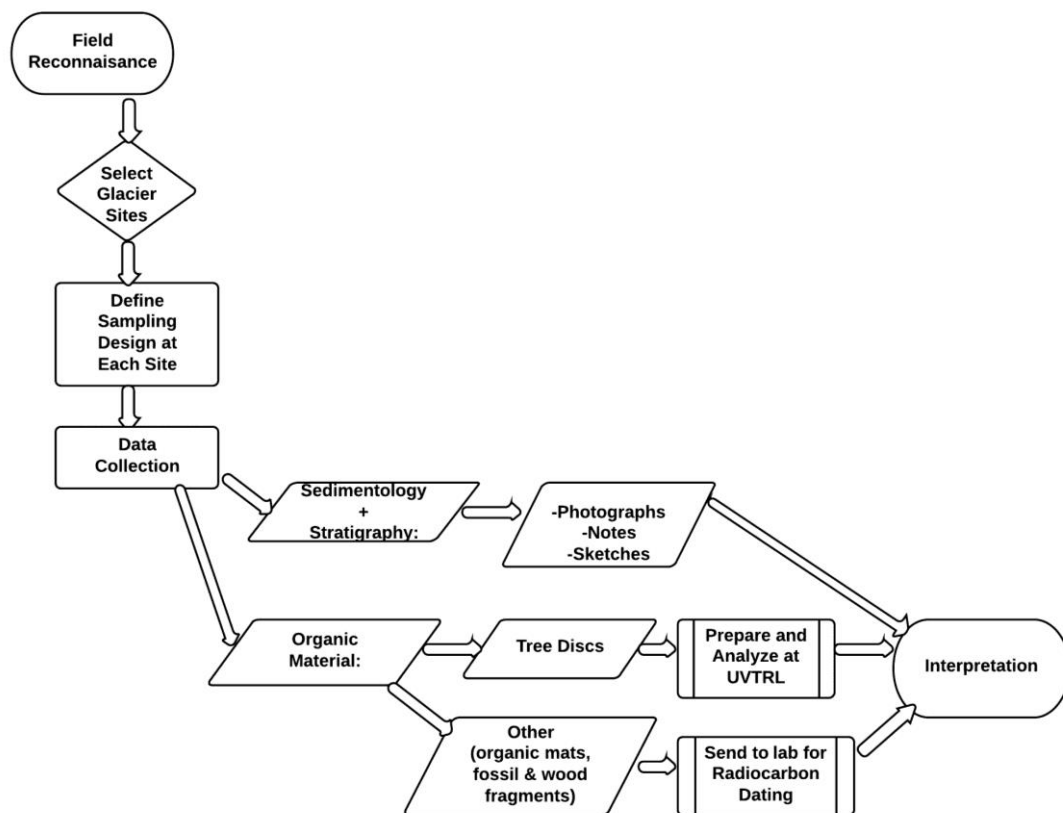 Field
Reconnaisance
Select
Glacier
Sites
Define
Sampling
Design at
Each Site
Data
Collection
Sedimentology
+
Stratigraphy:
-Photographs
-Notes
-Sketches
Organic
Material:
Tree Discs
Prepare and
Analyze at
UVTRL
Interpretation
Other
(organic mats,
fossil & wood
fragments)
Send to lab for
Radiocarbon
Dating